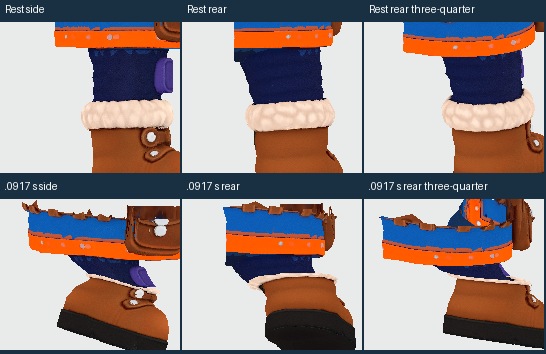 Rest side
Rest rear
Rest rear three-quarter
.0917 s side
.0917 s rear
.0917 s rear three-quarter